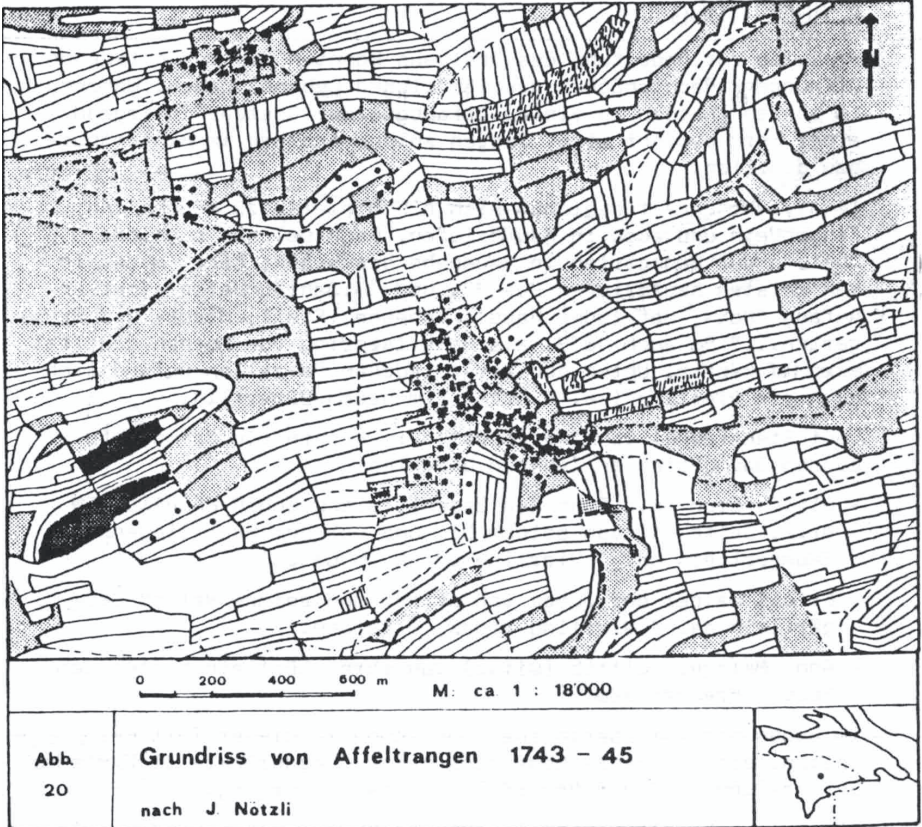 N
0 200 400 600 m
M: ca. 1 : 18'000
Abb.
20
Grundriss von Affeltrangen 1743 - 45
nach J. Nötzli